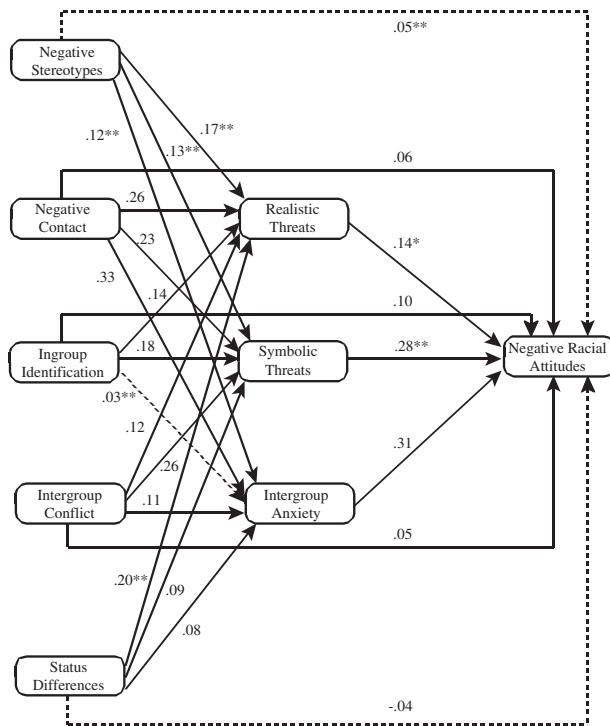 .05**
Negative
Stereotypes
.12**
.17**
.13**
.06
Negative
Contact
.26
Realistic
Threats
.23
.14*
.33
.14
.10
Ingroup
Identification
.18
Symbolic
Threats
.28**
Negative Racial
Attitudes
.03**
.12
.26
.31
Intergroup
Conflict
.11
Intergroup
Anxiety
.05
.20**
.09
.08
Status
Differences
-.04